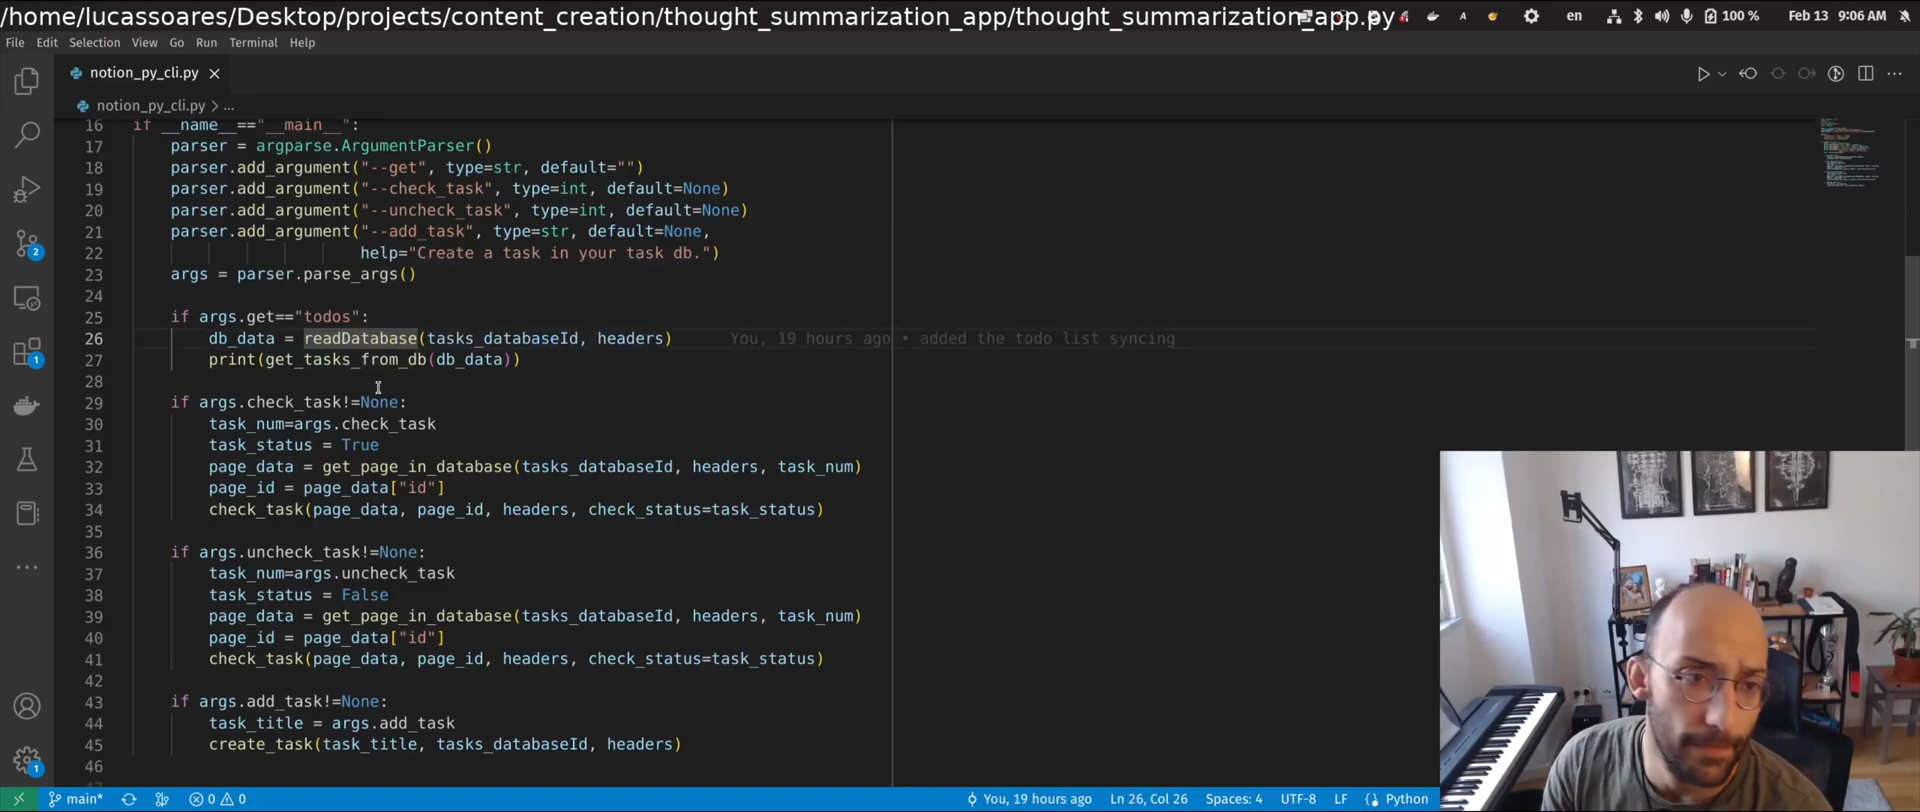 /home/lucassoares/Desktop/projects/content_creation/thought_summarization_app/thought_summarization_app.py
en
100 %
Feb 13 9:06 AM
File Edit Selection View Go Run Terminal Help
notion_py_cli.py
notion_py_cli.py > ...
16 if __name__=="__main__":
17 parser = argparse.ArgumentParser()
18 parser.add_argument("--get", type=str, default="")
19 parser.add_argument("--check_task", type=int, default=None)
20 parser.add_argument("--uncheck_task", type=int, default=None)
21 parser.add_argument("--add_task", type=str, default=None,
22 help="Create a task in your task db.")
23 args = parser.parse_args()
24
25 if args.get=="todos":
26 db_data = readDatabase(tasks_databaseId, headers) You, 19 hours ago • added the todo list syncing
27 print(get_tasks_from_db(db_data))
28
29 if args.check_task!=None:
30 task_num=args.check_task
31 task_status = True
32 page_data = get_page_in_database(tasks_databaseId, headers, task_num)
33 page_id = page_data["id"]
34 check_task(page_data, page_id, headers, check_status=task_status)
35
36 if args.uncheck_task!=None:
37 task_num=args.uncheck_task
38 task_status = False
39 page_data = get_page_in_database(tasks_databaseId, headers, task_num)
40 page_id = page_data["id"]
41 check_task(page_data, page_id, headers, check_status=task_status)
42
43 if args.add_task!=None:
44 task_title = args.add_task
45 create_task(task_title, tasks_databaseId, headers)
46
2
1
1
main* 0 0 You, 19 hours ago Ln 26, Col 26 Spaces: 4 UTF-8 LF Python